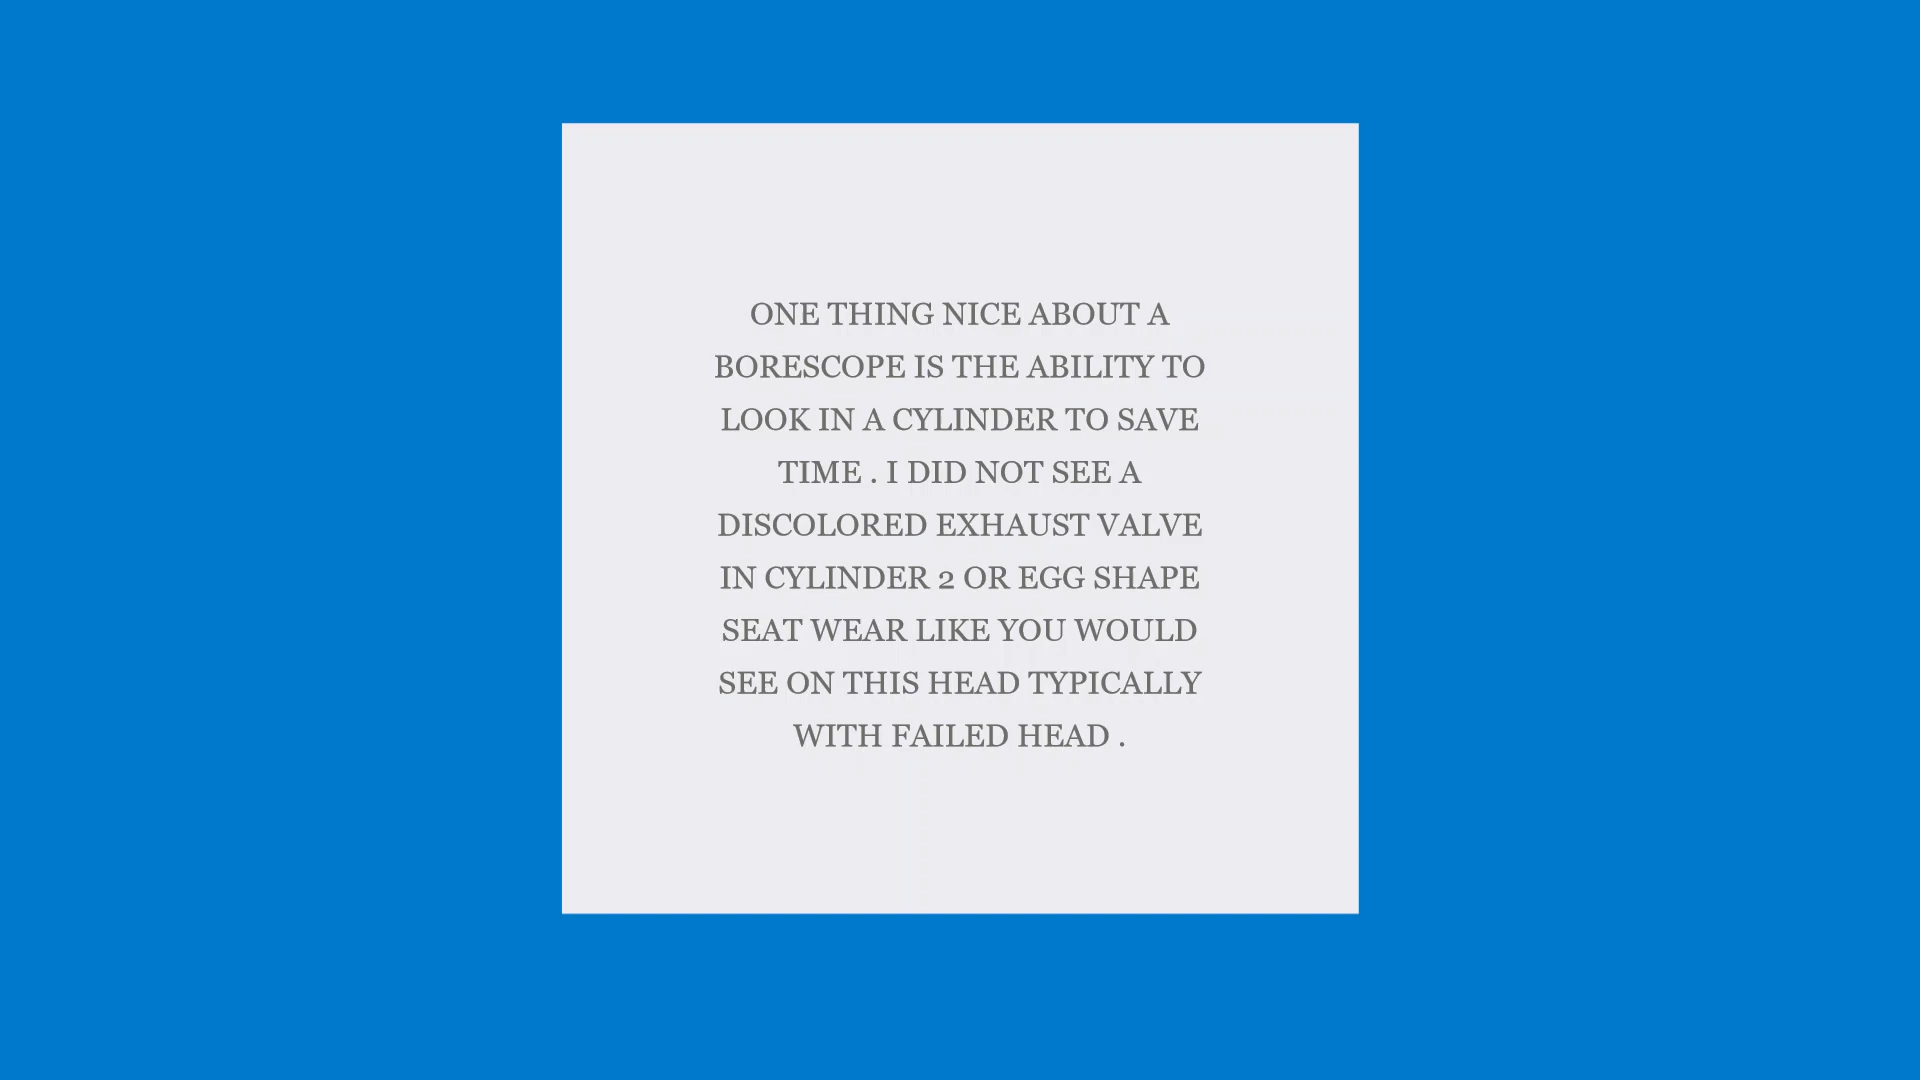 ONE THING NICE ABOUT A
BORESCOPE IS THE ABILITY TO
LOOK IN A CYLINDER TO SAVE
TIME . I DID NOT SEE A
DISCOLORED EXHAUST VALVE
IN CYLINDER 2 OR EGG SHAPE
SEAT WEAR LIKE YOU WOULD
SEE ON THIS HEAD TYPICALLY
WITH FAILED HEAD .